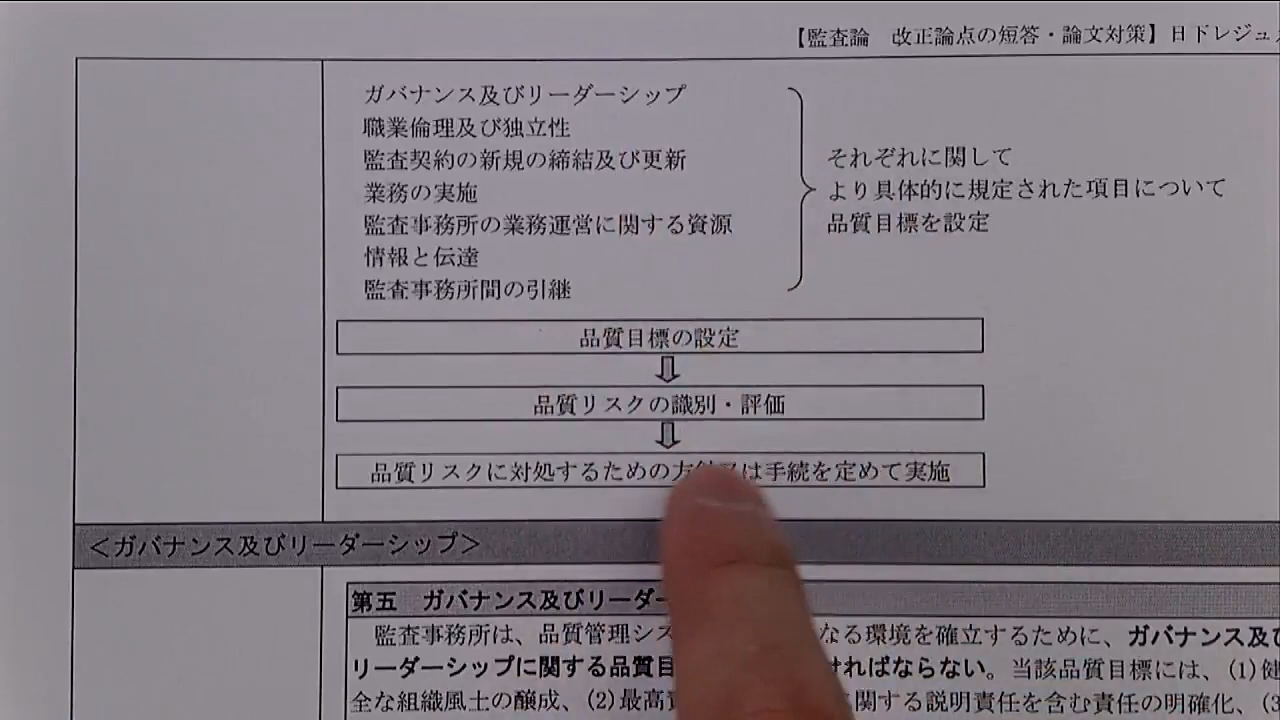 【監査論 改正論点の短答・論文対策】日下レジュ
ガバナンス及びリーダーシップ
職業倫理及び独立性
監査契約の新規の締結及び更新
業務の実施
監査事務所の業務運営に関する資源
情報と伝達
監査事務所間の引継
それぞれに関して
より具体的に規定された項目について
品質目標を設定
品質目標の設定
品質リスクの識別・評価
品質リスクに対処するための は手続を定めて実施
<ガバナンス及びリーダーシップ>
第五 ガバナンス及びリーダー
監査事務所は、品質管理シス なる環境を確立するために、ガバナンス及び
リーダーシップに関する品質目 ければならない。当該品質目標には、(1)健
全な組織風土の醸成、(2)最高 関する説明責任を含む責任の明確化、(3